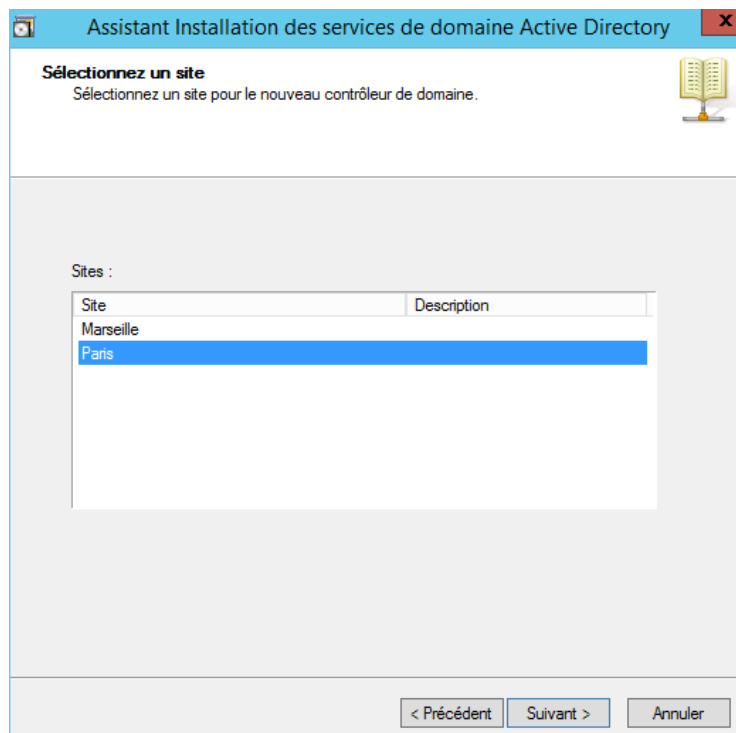 Assistant Installation des services de domaine Active Directory
x
Sélectionnez un site
Sélectionnez un site pour le nouveau contrôleur de domaine.
Sites :
Site Description
Marseille
Paris
< Précédent Suivant > Annuler